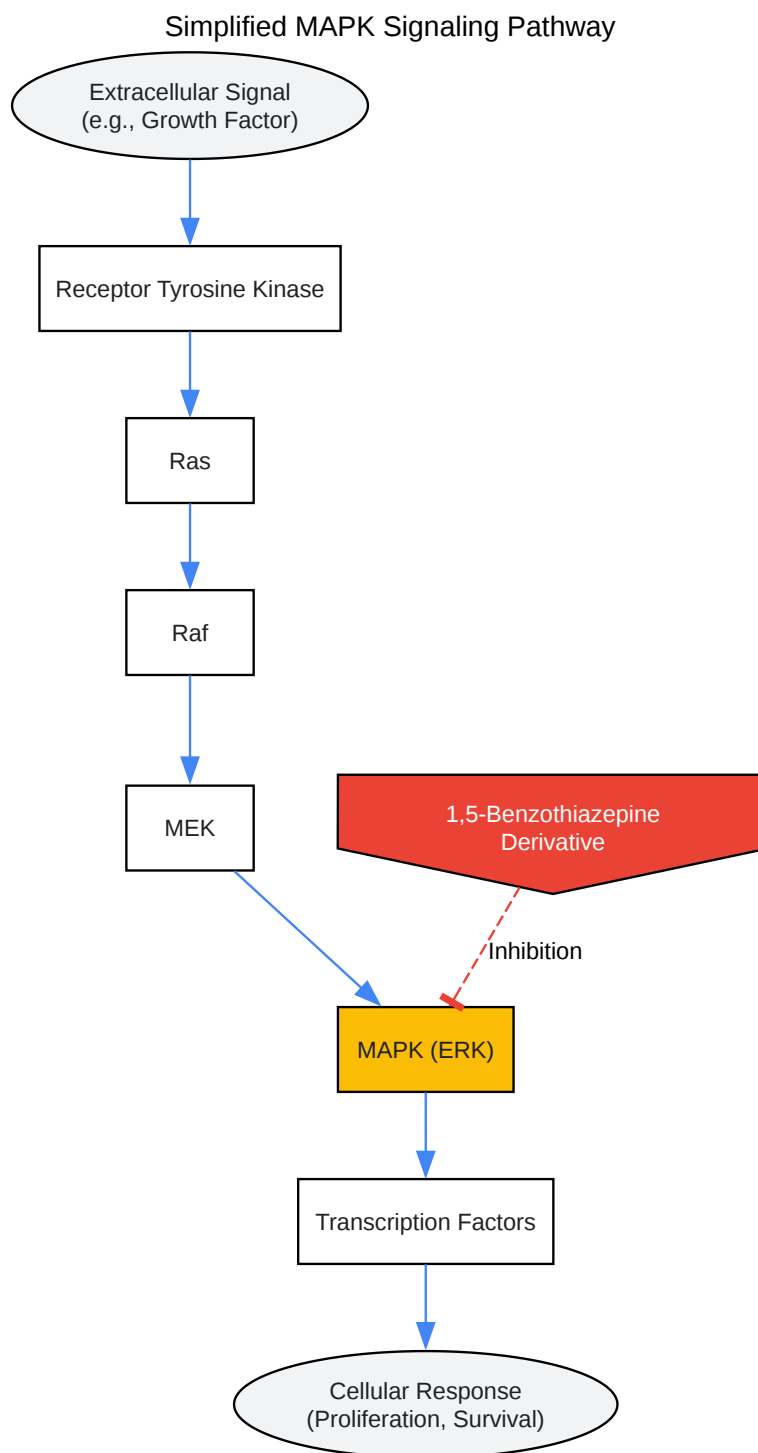 Simplified MAPK Signaling Pathway
Extracellular Signal
(e.g., Growth Factor)
Receptor Tyrosine Kinase
Ras
Raf
MEK
1,5-Benzothiazepine
Derivative
Inhibition
MAPK (ERK)
Transcription Factors
Cellular Response
(Proliferation, Survival)